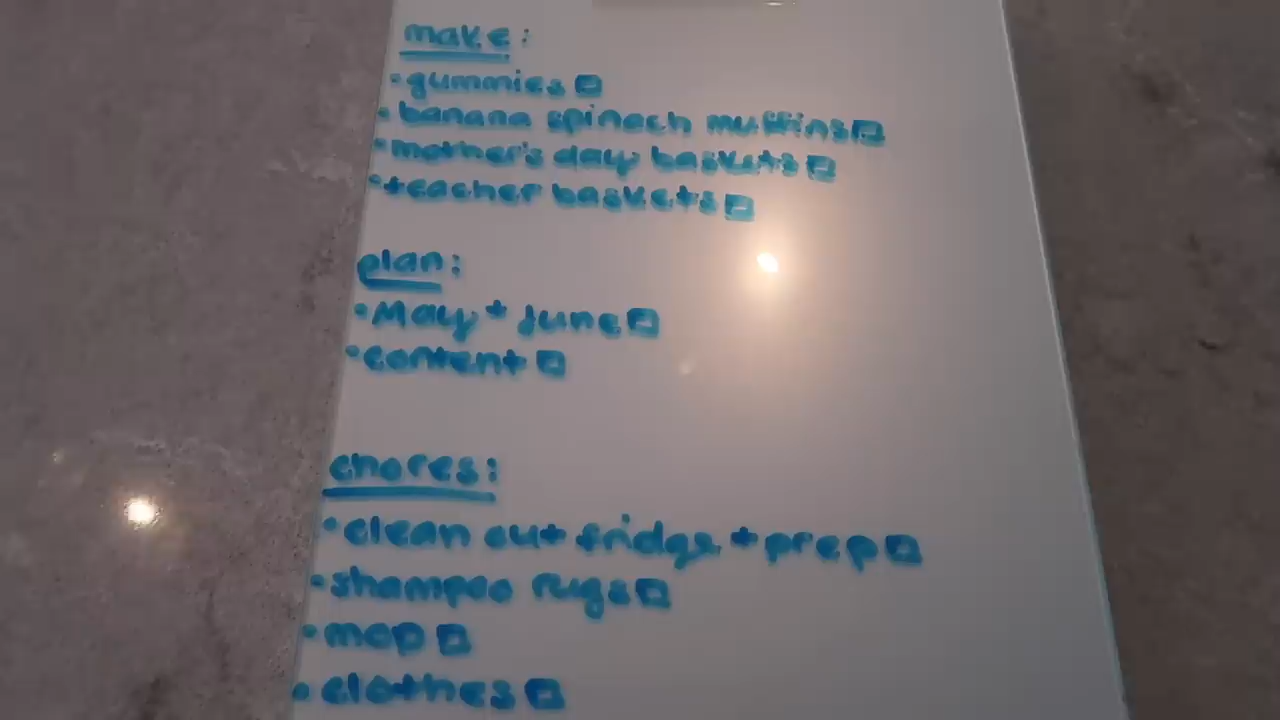 make:
•gummies□
•banana spinach muffins□
•mother's day baskets□
•teacher baskets□
plan:
•May + June□
•content□
chores:
•clean out fridge + prep□
•shampoo rugs□
•mop□
•clothes□